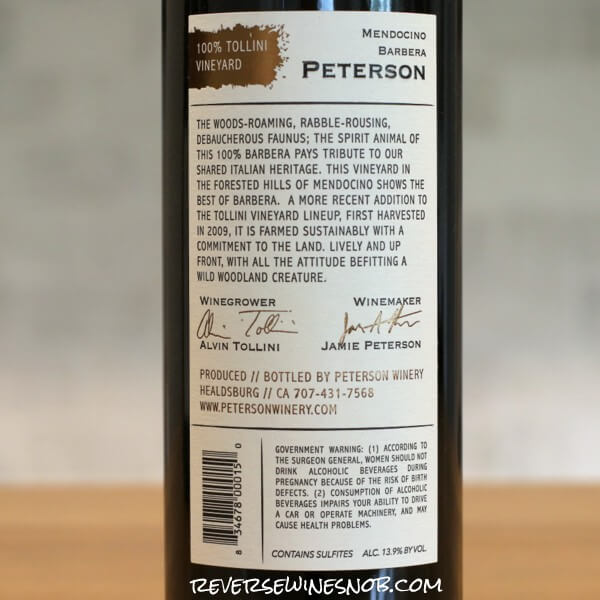 100% TOLLINI
VINEYARD
MENDOCINO
BARBERA
PETERSON
THE WOODS-ROAMING, RABBLE-ROUSING,
DEBAUCHEROUS FAUNUS; THE SPIRIT ANIMAL OF
THIS 100% BARBERA PAYS TRIBUTE TO OUR
SHARED ITALIAN HERITAGE. THIS VINEYARD IN
THE FORESTED HILLS OF MENDOCINO SHOWS THE
BEST OF BARBERA. A MORE RECENT ADDITION TO
THE TOLLINI VINEYARD LINEUP, FIRST HARVESTED
IN 2009, IT IS FARMED SUSTAINABLY WITH A
COMMITMENT TO THE LAND. LIVELY AND UP
FRONT, WITH ALL THE ATTITUDE BEFITTING A
WILD WOODLAND CREATURE.
WINEGROWER
Alvin Tollini
ALVIN TOLLINI
WINEMAKER
JAMIE PETERSON
PRODUCED // BOTTLED BY PETERSON WINERY
HEALDSBURG // CA 707-431-7568
WWW.PETERSONWINERY.COM
8 34678 00015 0
GOVERNMENT WARNING: (1) ACCORDING TO
THE SURGEON GENERAL, WOMEN SHOULD NOT
DRINK ALCOHOLIC BEVERAGES DURING
PREGNANCY BECAUSE OF THE RISK OF BIRTH
DEFECTS. (2) CONSUMPTION OF ALCOHOLIC
BEVERAGES IMPAIRS YOUR ABILITY TO DRIVE
A CAR OR OPERATE MACHINERY, AND MAY
CAUSE HEALTH PROBLEMS.
CONTAINS SULFITES ALC. 13.9% BY VOL.
REVERSEWINESNOB.COM